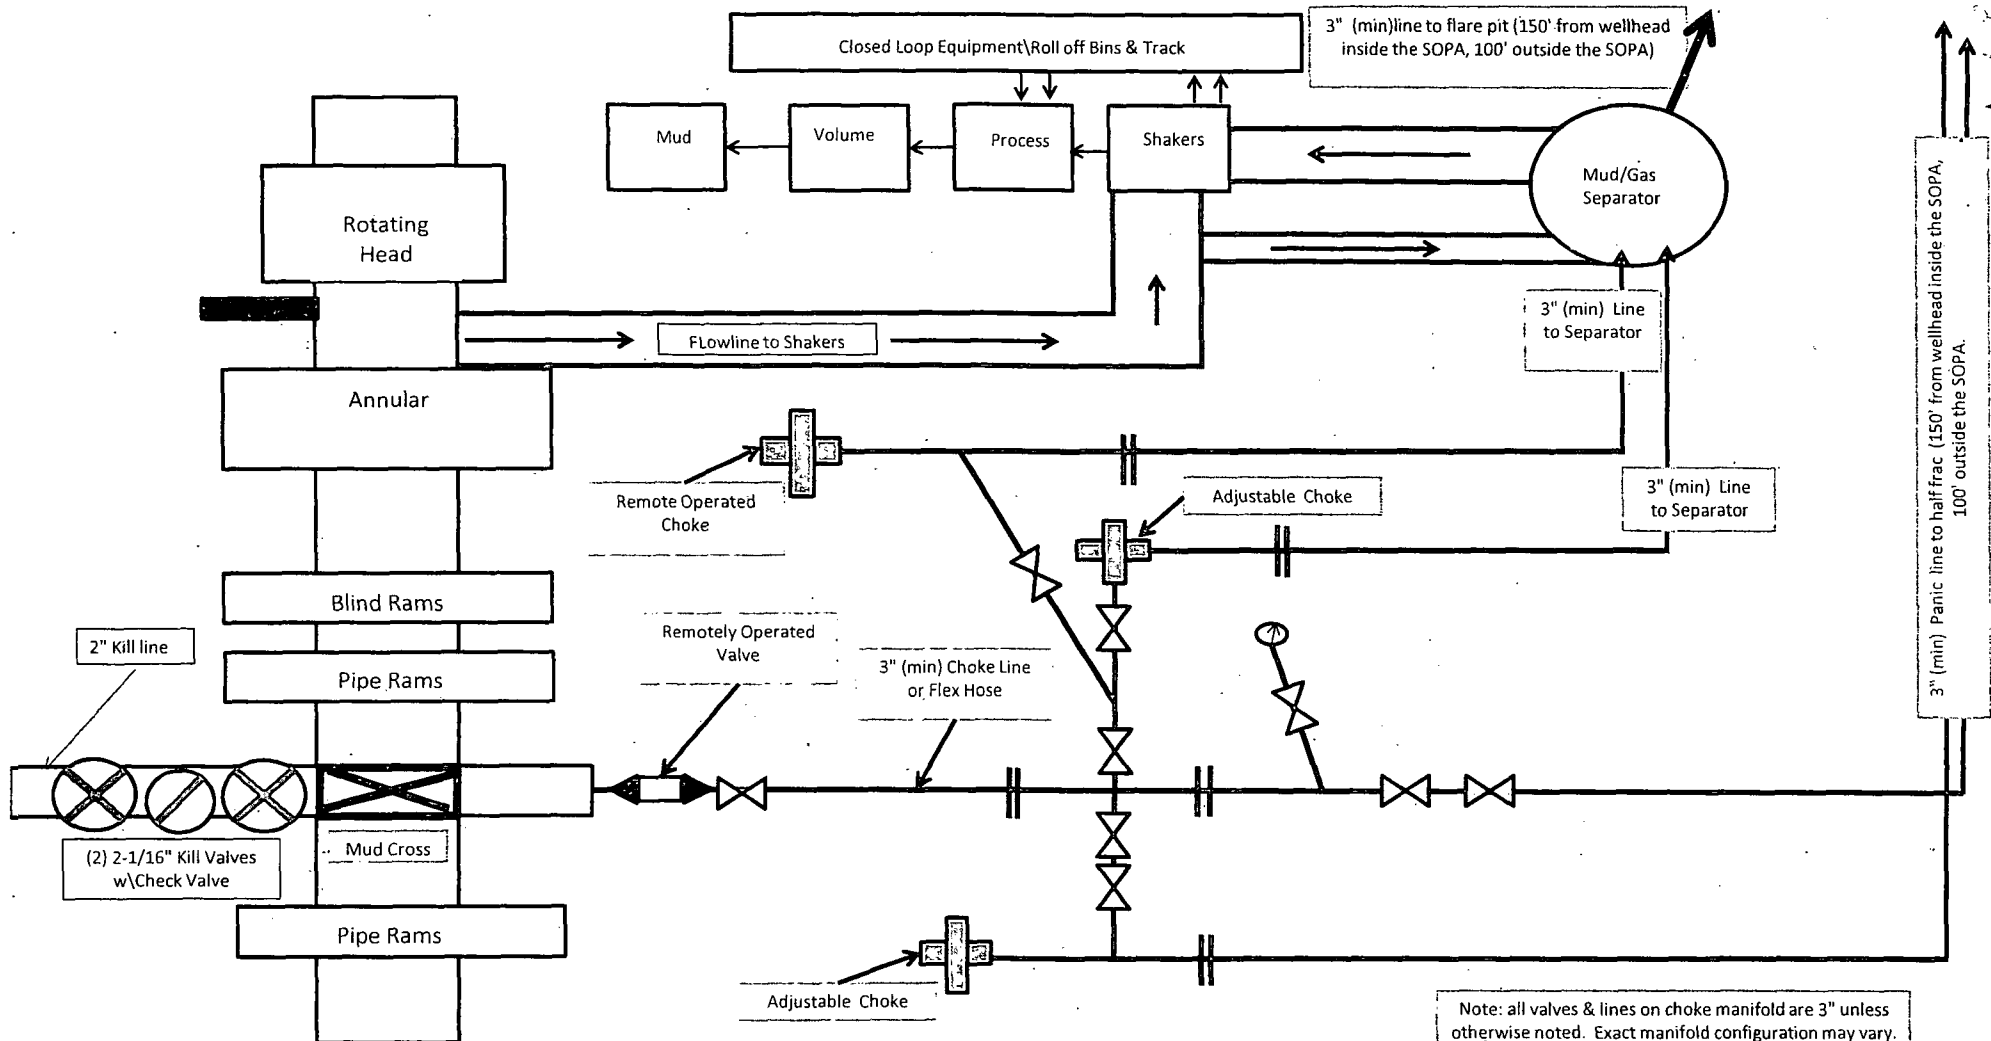 Closed Loop Equipment\Roll off Bins & Track
3" (min)line to flare pit (150' from wellhead
inside the SOPA, 100' outside the SOPA)
Mud
Volume
Process
Shakers
Mud/Gas
Separator
Rotating
Head
FLowline to Shakers
3" (min) Line
to Separator
Annular
Remote Operated
Choke
Adjustable Choke
3" (min) Line
to Separator
3" (min) Panic line to half frac (150' from wellhead inside the SOPA,
100' outside the SOPA.
Blind Rams
2" Kill line
Remotely Operated
Valve
3" (min) Choke Line
or Flex Hose
Pipe Rams
(2) 2-1/16" Kill Valves
w\Check Valve
Mud Cross
Pipe Rams
Adjustable Choke
Note: all valves & lines on choke manifold are 3" unless
otherwise noted. Exact manifold configuration may vary.